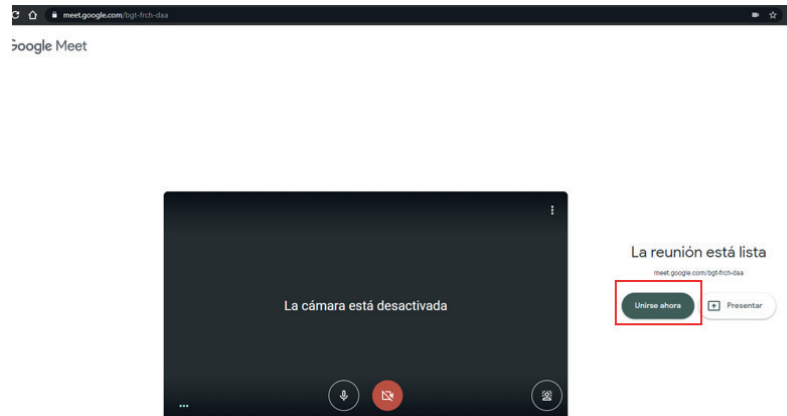 meet.google.com/bgt-frch-daa
Google Meet
La reunión está lista
meet.google.com/bgt-frch-daa
La cámara está desactivada
Unirse ahora
Presentar